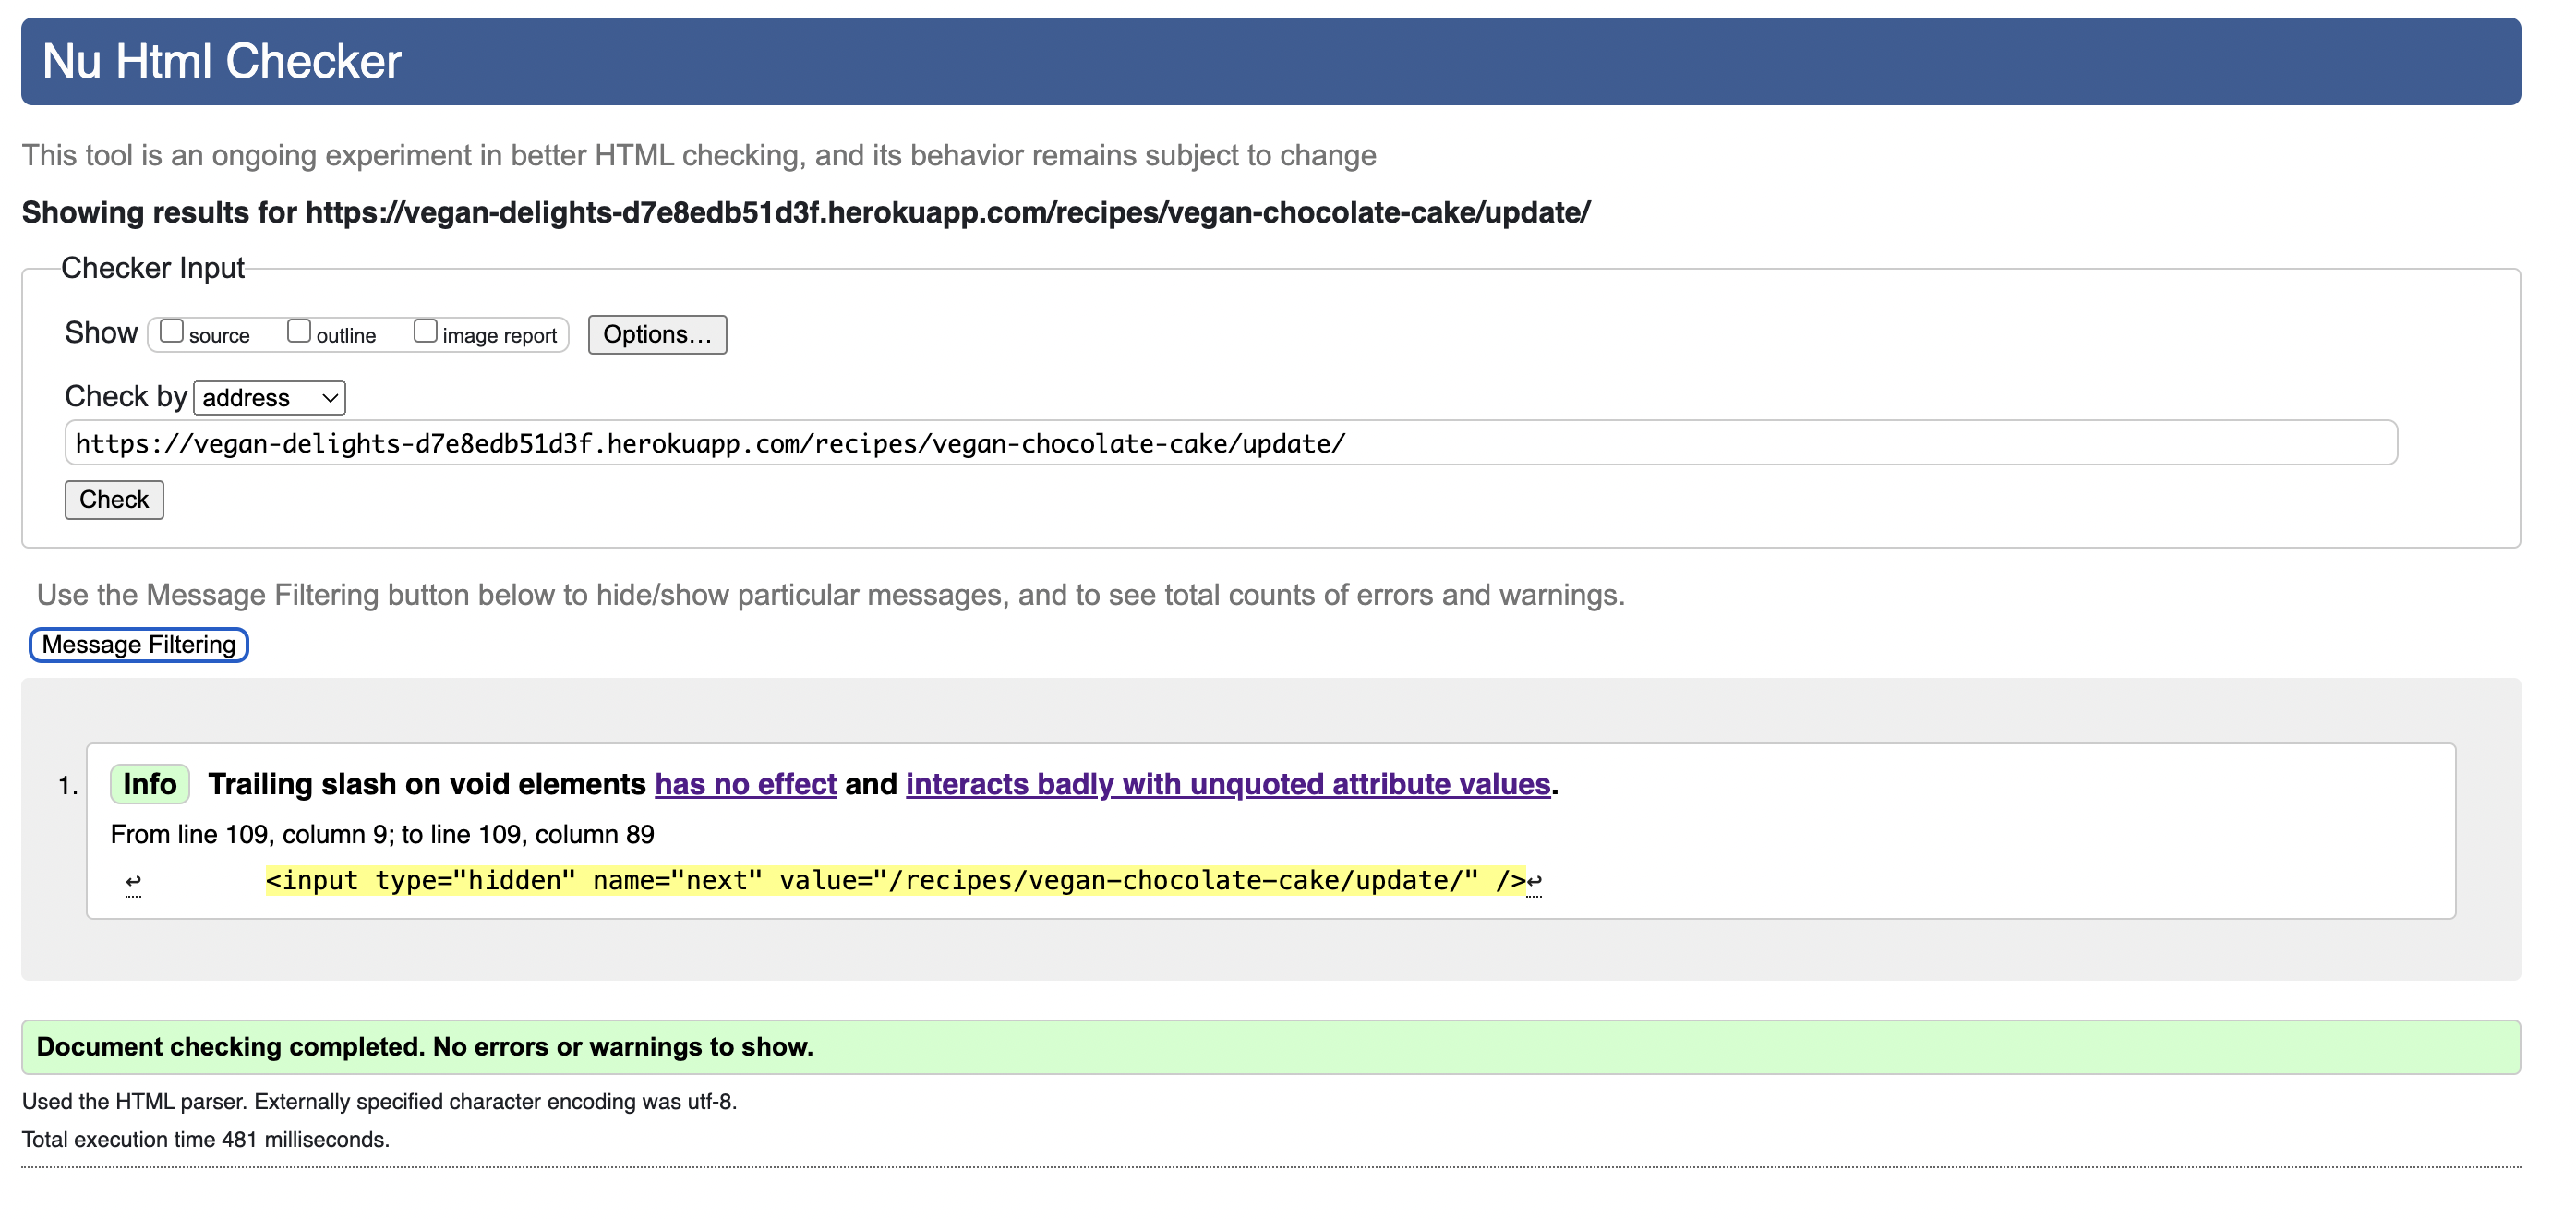 Nu Html Checker
This tool is an ongoing experiment in better HTML checking, and its behavior remains subject to change
Showing results for https://vegan-delights-d7e8edb51d3f.herokuapp.com/recipes/vegan-chocolate-cake/update/
Checker Input
Show source outline image report Options...
Check by address
https://vegan-delights-d7e8edb51d3f.herokuapp.com/recipes/vegan-chocolate-cake/update/
Check
Use the Message Filtering button below to hide/show particular messages, and to see total counts of errors and warnings.
Message Filtering
1. Info Trailing slash on void elements has no effect and interacts badly with unquoted attribute values.
From line 109, column 9; to line 109, column 89
↩ <input type="hidden" name="next" value="/recipes/vegan-chocolate-cake/update/" />↩
Document checking completed. No errors or warnings to show.
Used the HTML parser. Externally specified character encoding was utf-8.
Total execution time 481 milliseconds.